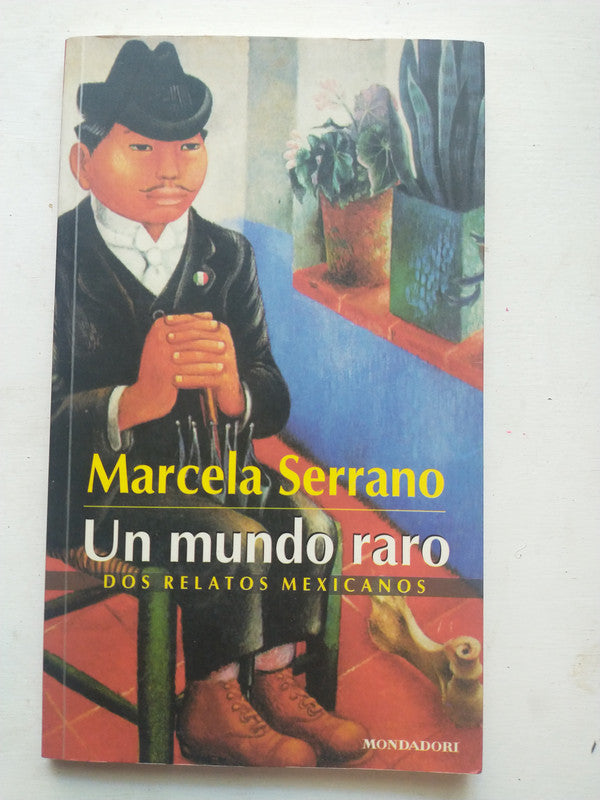 Marcela Serrano
Un mundo raro
DOS RELATOS MEXICANOS
MONDADORI